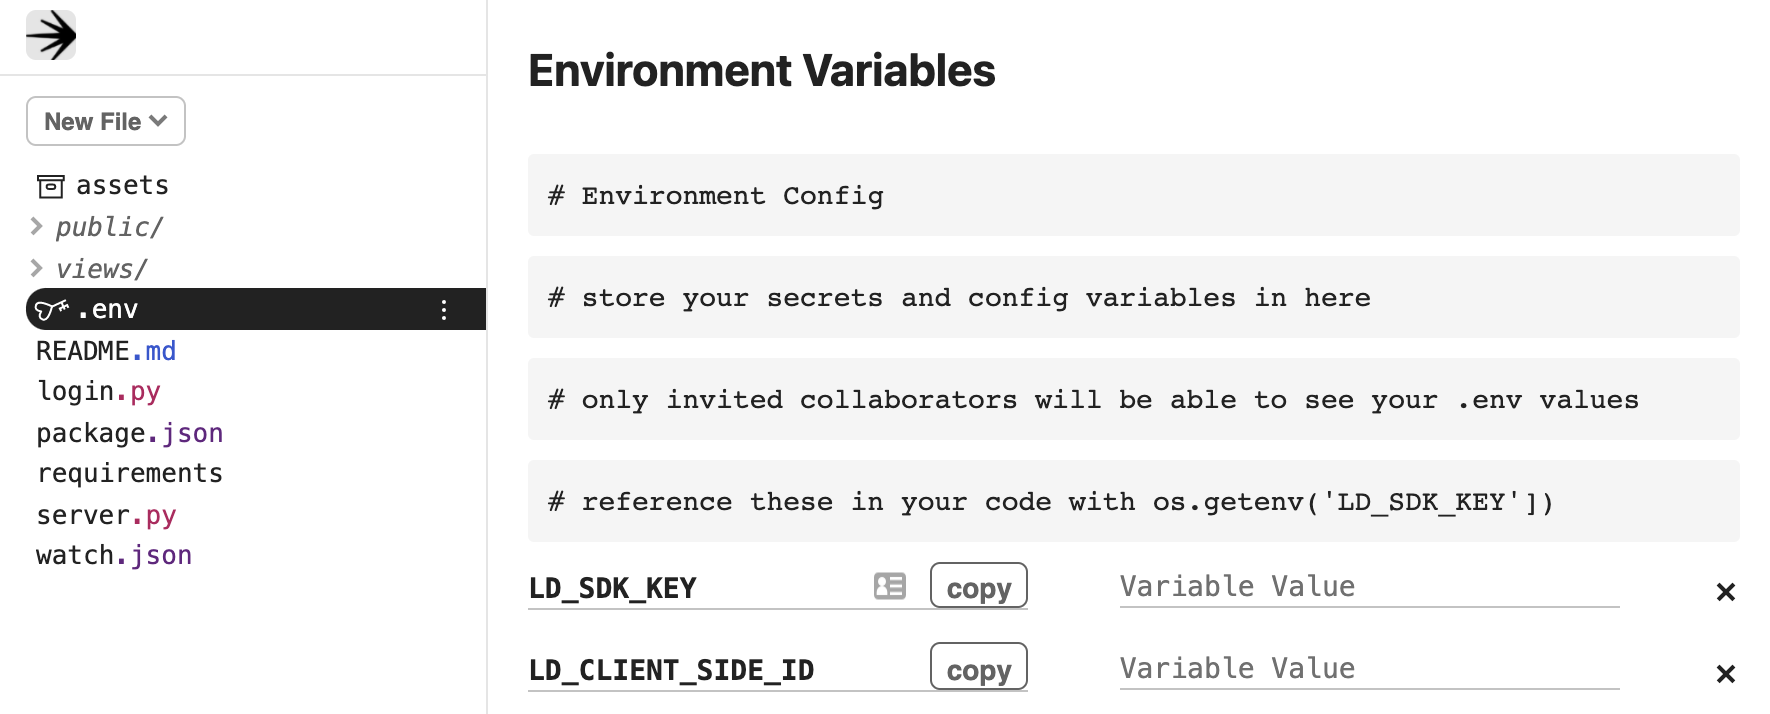 New File
assets
public/
views/
.env
README.md
login.py
package.json
requirements
server.py
watch.json
Environment Variables
# Environment Config
# store your secrets and config variables in here
# only invited collaborators will be able to see your .env values
# reference these in your code with os.getenv('LD_SDK_KEY'])
LD_SDK_KEY copy Variable Value
LD_CLIENT_SIDE_ID copy Variable Value